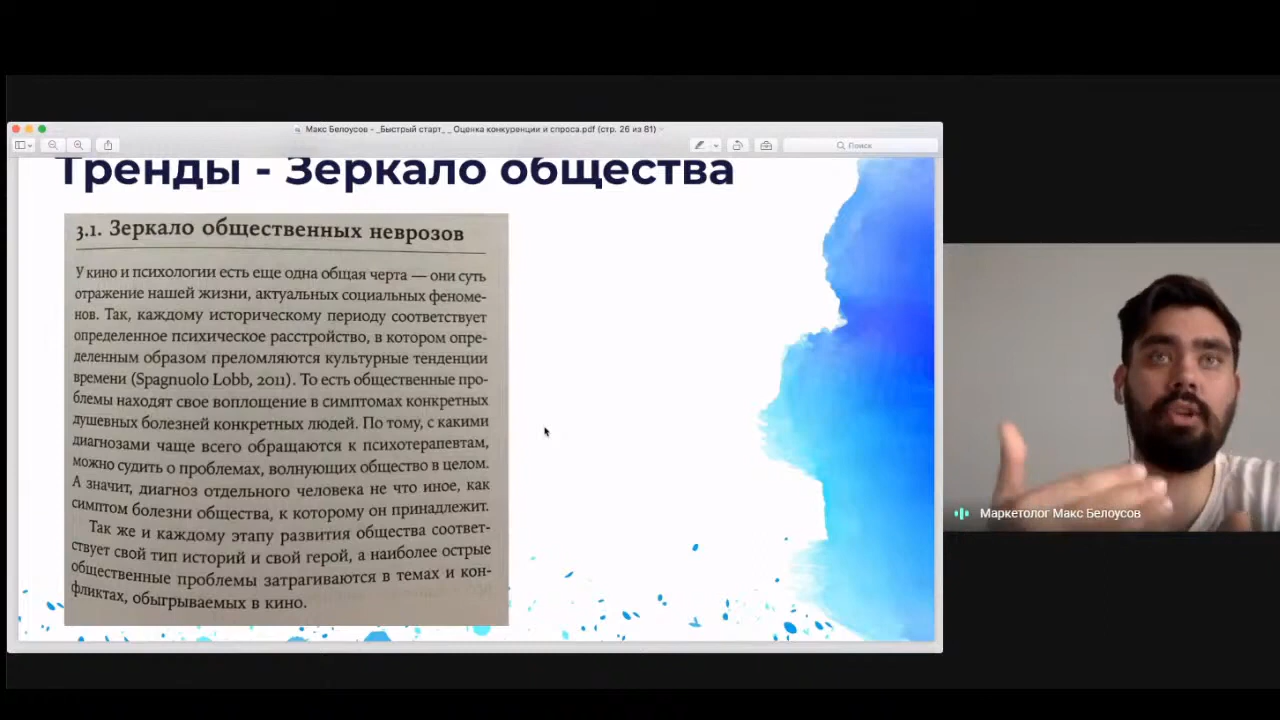 Макс Белоусов - _Быстрый старт_ _ Оценка конкуренции и спроса.pdf (стр. 26 из 81)
Поиск
Тренды - Зеркало общества
3.1. Зеркало общественных неврозов
У кино и психологии есть еще одна общая черта — они суть
отражение нашей жизни, актуальных социальных феноме-
нов. Так, каждому историческому периоду соответствует
определенное психическое расстройство, в котором опре-
деленным образом преломляются культурные тенденции
времени (Spagnuolo Lobb, 2011). То есть общественные про-
блемы находят свое воплощение в симптомах конкретных
душевных болезней конкретных людей. По тому, с какими
диагнозами чаще всего обращаются к психотерапевтам,
можно судить о проблемах, волнующих общество в целом.
А значит, диагноз отдельного человека не что иное, как
симптом болезни общества, к которому он принадлежит.
Так же и каждому этапу развития общества соответ-
ствует свой тип историй и свой герой, а наиболее острые
общественные проблемы затрагиваются в темах и кон-
фликтах, обыгрываемых в кино.
Маркетолог Макс Белоусов